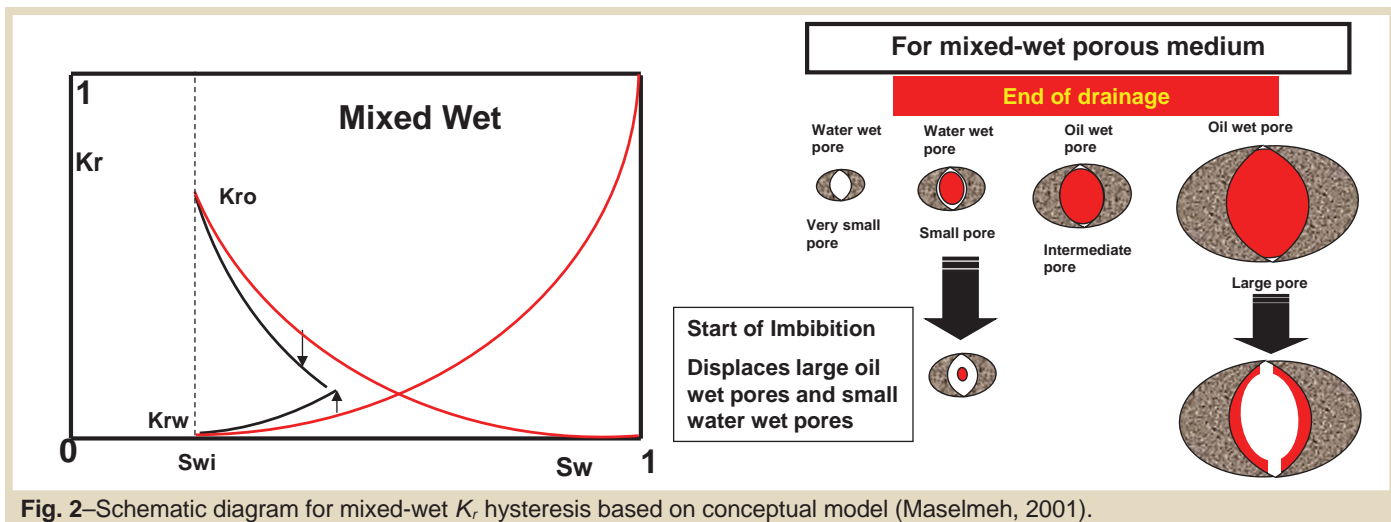 1
Kr
Mixed Wet
Kro
Krw
0
Swi
Sw
1
For mixed-wet porous medium
End of drainage
Water wet
pore
Very small
pore
Water wet
pore
Small pore
Oil wet
pore
Intermediate
pore
Oil wet pore
Large pore
Start of Imbibition
Displaces large oil
wet pores and small
water wet pores
Fig. 2–Schematic diagram for mixed-wet Kr hysteresis based on conceptual model (Maselmeh, 2001).